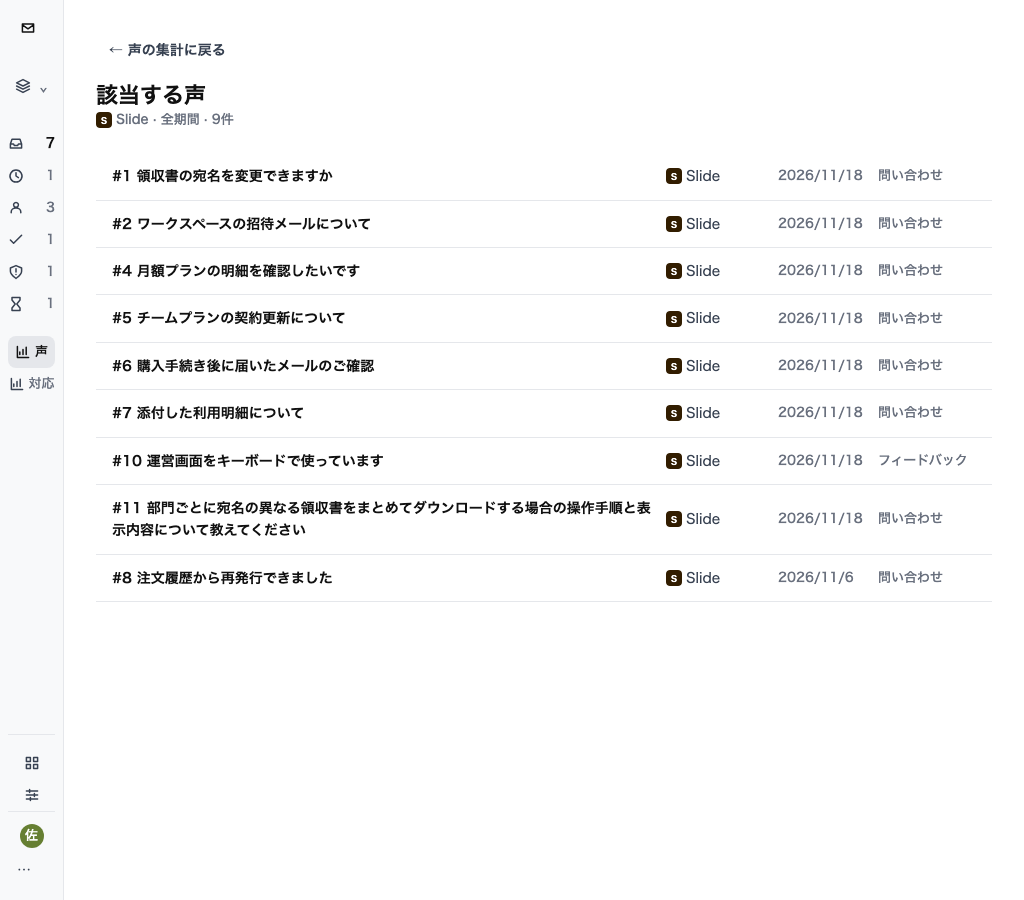 ← 声の集計に戻る
該当する声
S Slide · 全期間 · 9件
7
1
3
1
1
1
声
対応
#1 領収書の宛名を変更できますか S Slide 2026/11/18 問い合わせ
#2 ワークスペースの招待メールについて S Slide 2026/11/18 問い合わせ
#4 月額プランの明細を確認したいです S Slide 2026/11/18 問い合わせ
#5 チームプランの契約更新について S Slide 2026/11/18 問い合わせ
#6 購入手続き後に届いたメールのご確認 S Slide 2026/11/18 問い合わせ
#7 添付した利用明細について S Slide 2026/11/18 問い合わせ
#10 運営画面をキーボードで使っています S Slide 2026/11/18 フィードバック
#11 部門ごとに宛名の異なる領収書をまとめてダウンロードする場合の操作手順と表
示内容について教えてください S Slide 2026/11/18 問い合わせ
#8 注文履歴から再発行できました S Slide 2026/11/6 問い合わせ
佐
…